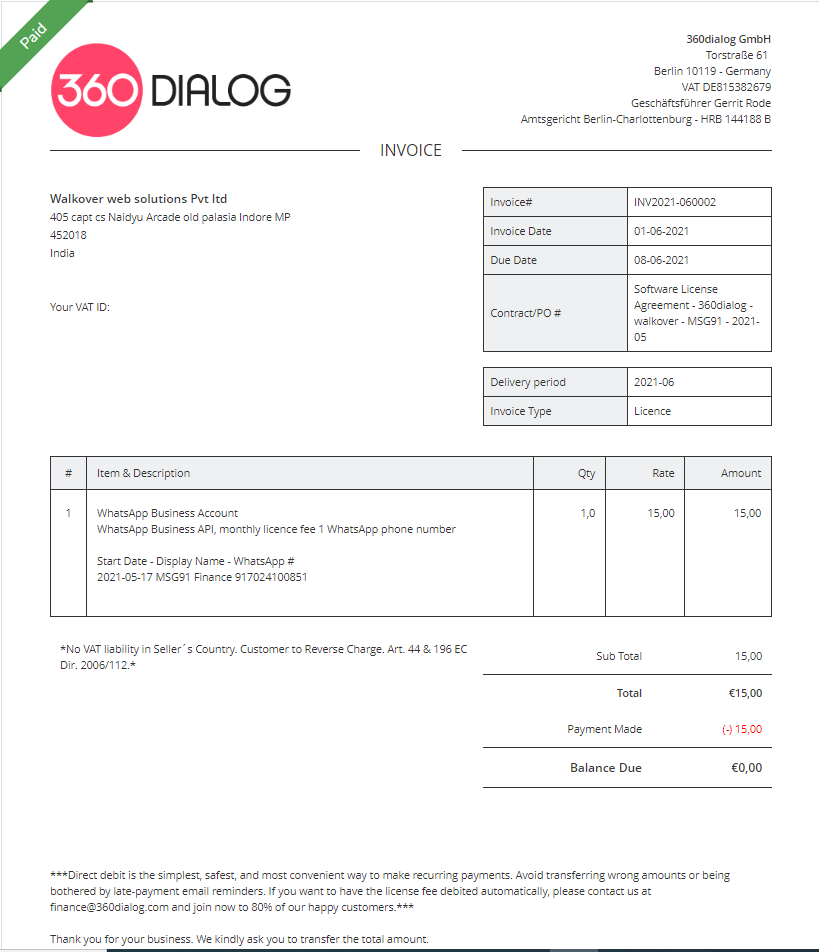 Paid
360dialog GmbH
Torstraße 61
Berlin 10119 - Germany
VAT DE815382679
Geschäftsführer Gerrit Rode
Amtsgericht Berlin-Charlottenburg - HRB 144188 B
360 DIALOG
INVOICE
Walkover web solutions Pvt ltd
405 capt cs Naidyu Arcade old palasia Indore MP
452018
India
Your VAT ID:
Invoice# INV2021-060002
Invoice Date 01-06-2021
Due Date 08-06-2021
Contract/PO # Software License
Agreement - 360dialog -
walkover - MSG91 - 2021-
05
Delivery period 2021-06
Invoice Type Licence
# Item & Description Qty Rate Amount
1 WhatsApp Business Account 1,0 15,00 15,00
WhatsApp Business API, monthly licence fee 1 WhatsApp phone number
Start Date - Display Name - WhatsApp #
2021-05-17 MSG91 Finance 917024100851
*No VAT liability in Seller´s Country. Customer to Reverse Charge. Art. 44 & 196 EC
Dir. 2006/112.*
Sub Total 15,00
Total €15,00
Payment Made (-) 15,00
Balance Due €0,00
***Direct debit is the simplest, safest, and most convenient way to make recurring payments. Avoid transferring wrong amounts or being
bothered by late-payment email reminders. If you want to have the license fee debited automatically, please contact us at
finance@360dialog.com and join now to 80% of our happy customers.***
Thank you for your business. We kindly ask you to transfer the total amount.